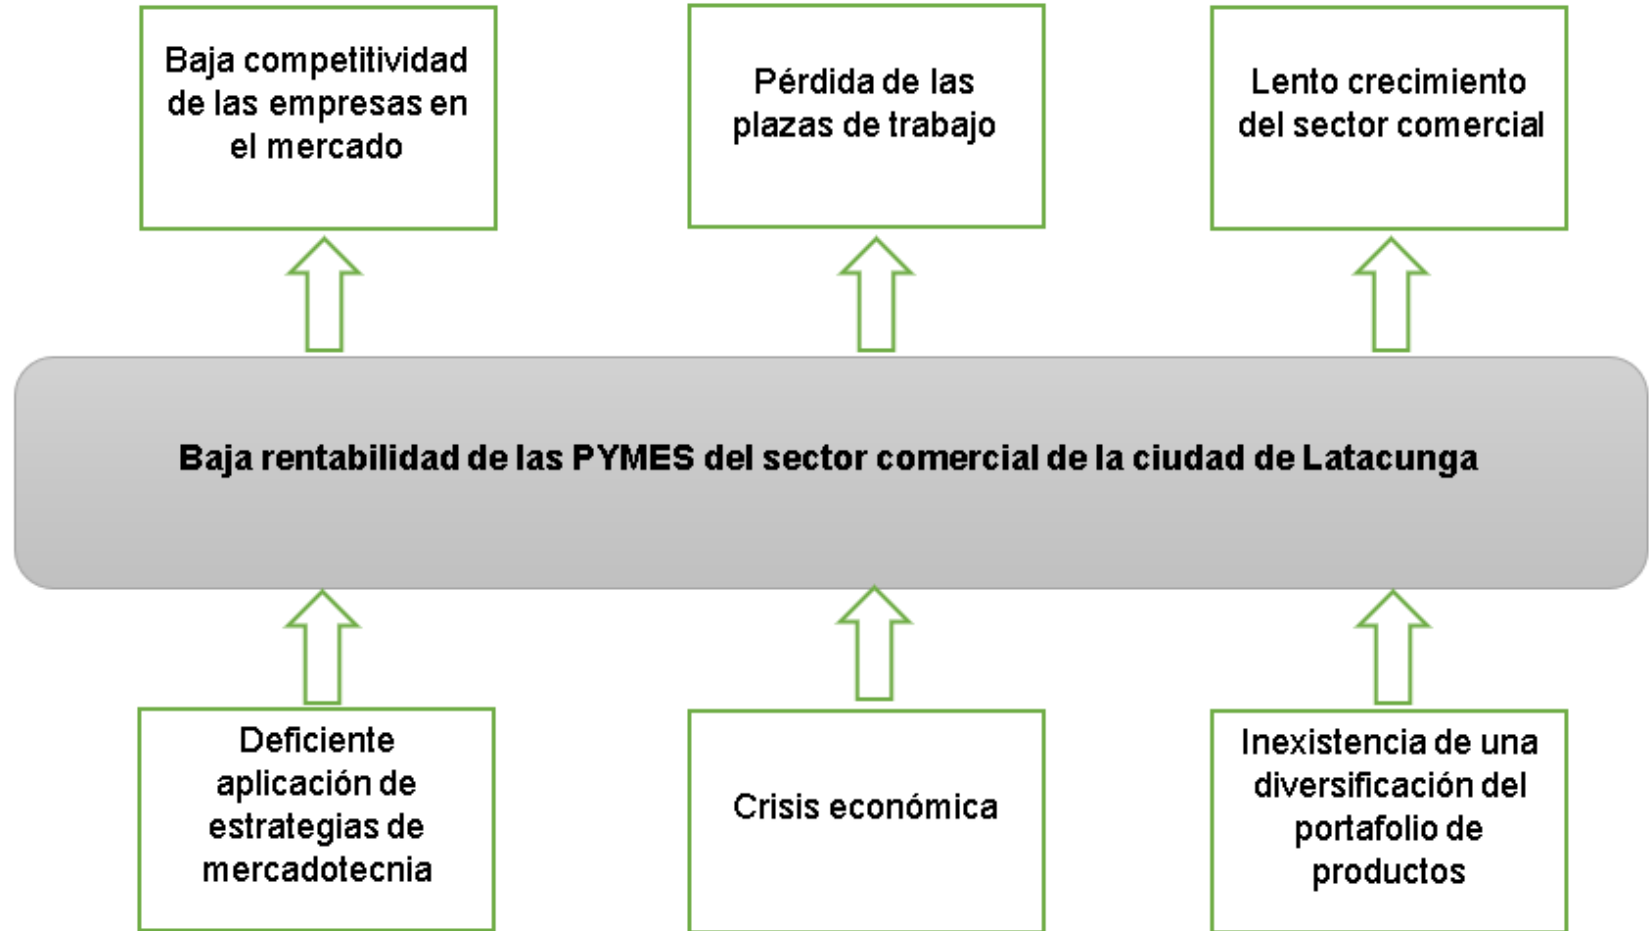 Baja competitividad
de las empresas en
el mercado
Pérdida de las
plazas de trabajo
Lento crecimiento
del sector comercial
Baja rentabilidad de las PYMES del sector comercial de la ciudad de Latacunga
Deficiente
aplicación de
estrategias de
mercadotecnia
Crisis económica
Inexistencia de una
diversificación del
portafolio de
productos